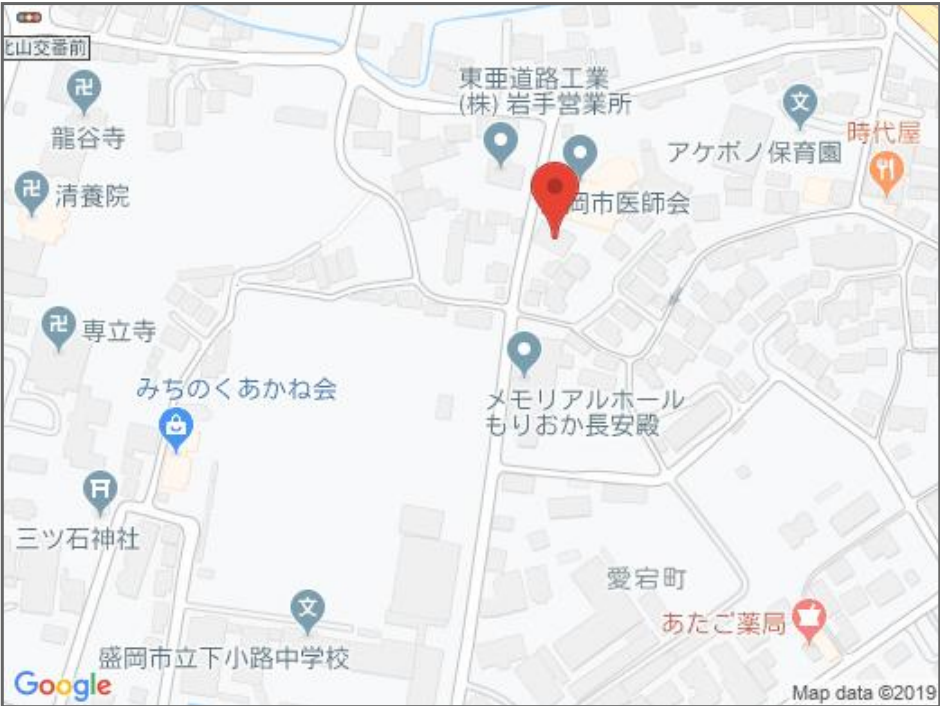 北山交番前
東亜道路工業
(株) 岩手営業所
龍谷寺
アケボノ保育園
時代屋
清養院
岡市医師会
専立寺
みちのくあかね会
メモリアルホール
もりおか長安殿
三ツ石神社
愛宕町
あたご薬局
盛岡市立下小路中学校
Google
Map data ©2019